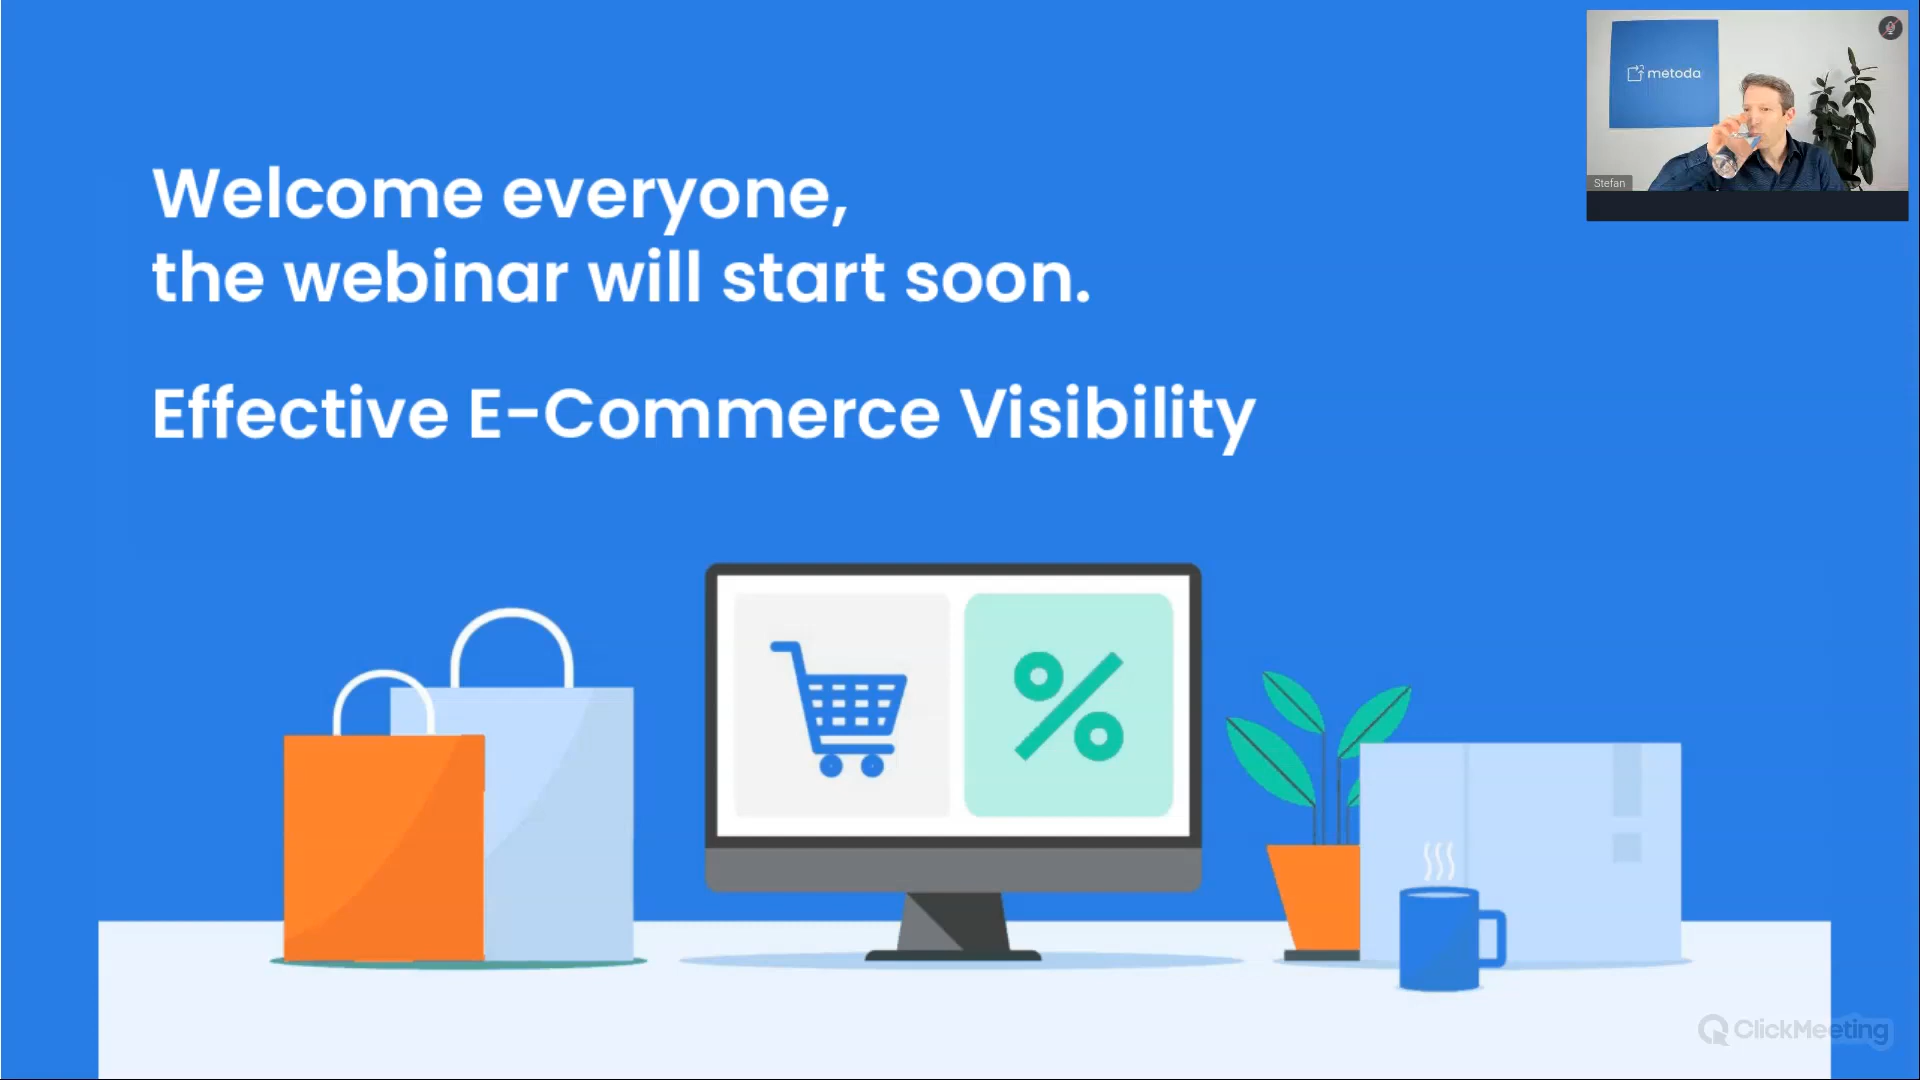 metoda
Stefan
Welcome everyone,
the webinar will start soon.
Effective E-Commerce Visibility
%
ClickMeeting